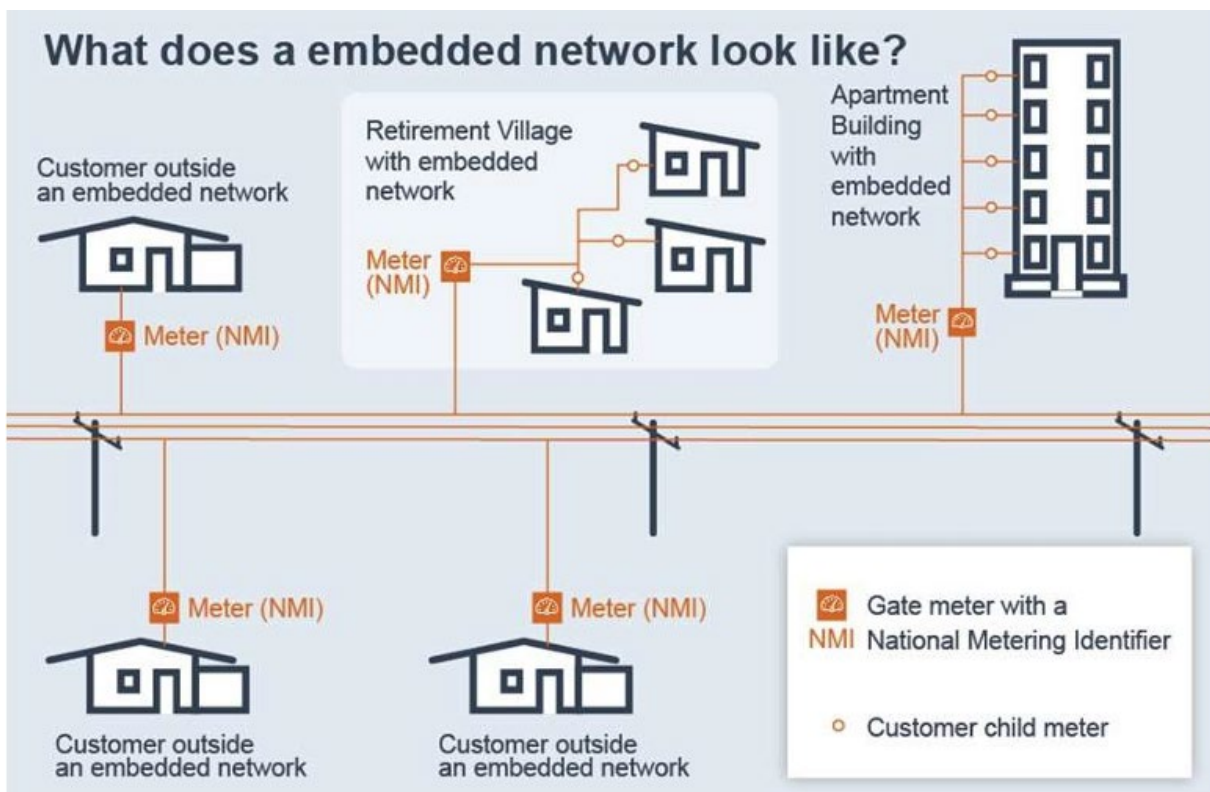 What does a embedded network look like?
Customer outside
an embedded network
Meter (NMI)
Retirement Village
with embedded
network
Meter
(NMI)
Apartment
Building
with
embedded
network
Meter
(NMI)
Meter (NMI)
Customer outside
an embedded network
Meter (NMI)
Customer outside
an embedded network
Gate meter with a
NMI National Metering Identifier
Customer child meter